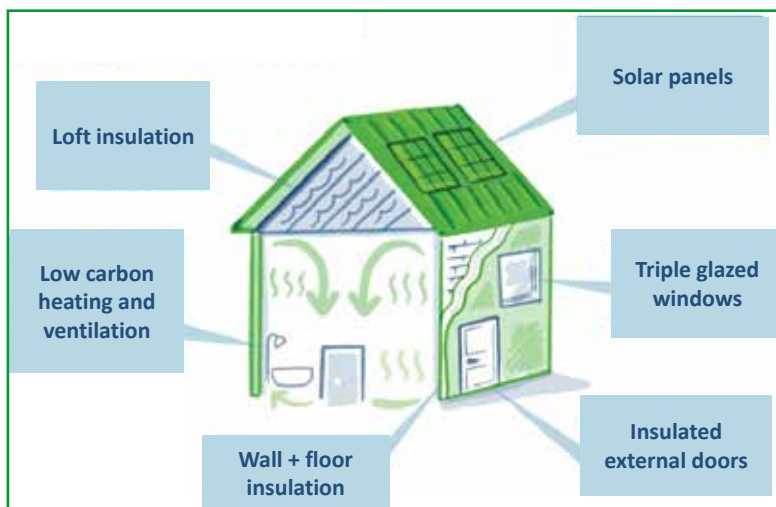 Solar panels
Loft insulation
Low carbon
heating and
ventilation
Triple glazed
windows
Wall + floor
insulation
Insulated
external doors